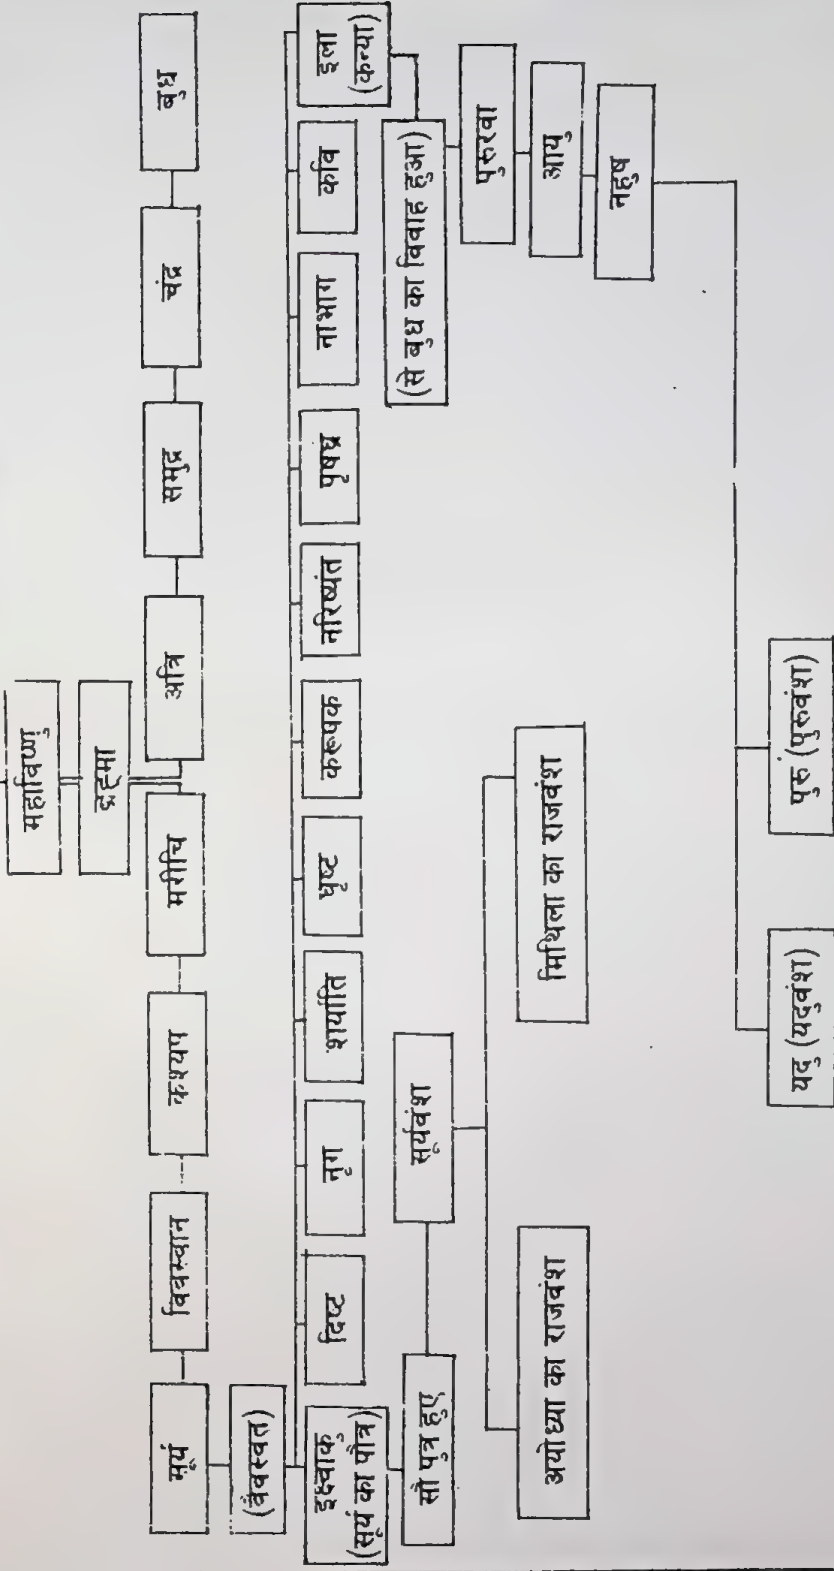 महाविष्णु
ब्रह्मा
सूर्य
विवस्वान
कश्यप
मरीचि
अत्रि
समुद्र
चंद्र
बुध
(वैवस्वत)
इक्ष्वाकु
(सूर्य का पौत्र)
दिष्ट
नृग
शर्याति
धृष्ट
करूषक
नरिष्यंत
पृषध्र
नाभाग
कवि
इला
(कन्या)
सौ पुत्र हुए
सूर्यवंश
(से बुध का विवाह हुआ)
पुरुरवा
अयोध्या का राजवंश
मिथिला का राजवंश
आयु
नहुष
यदु (यदुवंश)
पुरु (पुरुवंश)